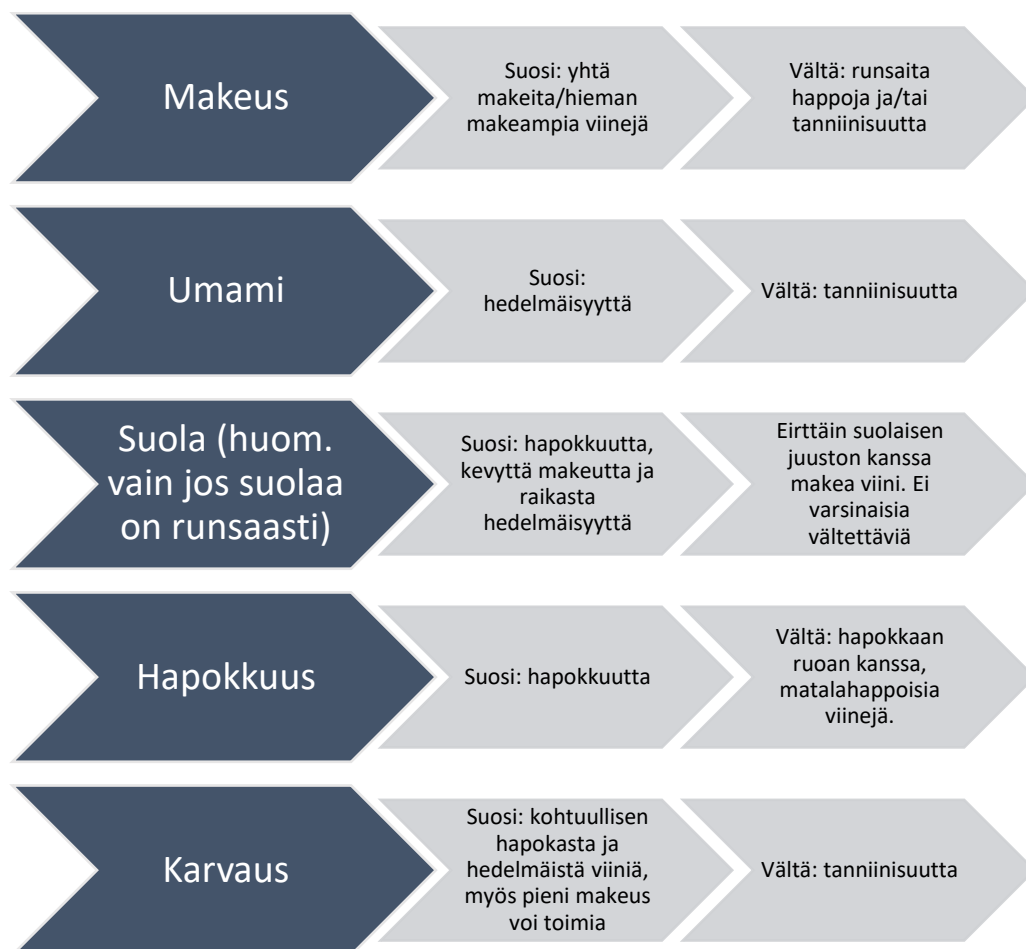 Makeus
Suosi: yhtä
makeita/hieman
makeampia viinejä
Vältä: runsaita
happoja ja/tai
tanniinisuutta
Umami
Suosi:
hedelmäisyyttä
Vältä: tanniinisuutta
Suola (huom.
vain jos suolaa
on runsaasti)
Suosi: hapokkuutta,
kevyttä makeutta ja
raikasta
hedelmäisyyttä
Eirttäin suolaisen
juuston kanssa
makea viini. Ei
varsinaisia
vältettäviä
Hapokkuus
Suosi: hapokkuutta
Vältä: hapokkaan
ruoan kanssa,
matalahappoisia
viinejä.
Karvaus
Suosi: kohtuullisen
hapokasta ja
hedelmäistä viiniä,
myös pieni makeus
voi toimia
Vältä: tanniinisuutta